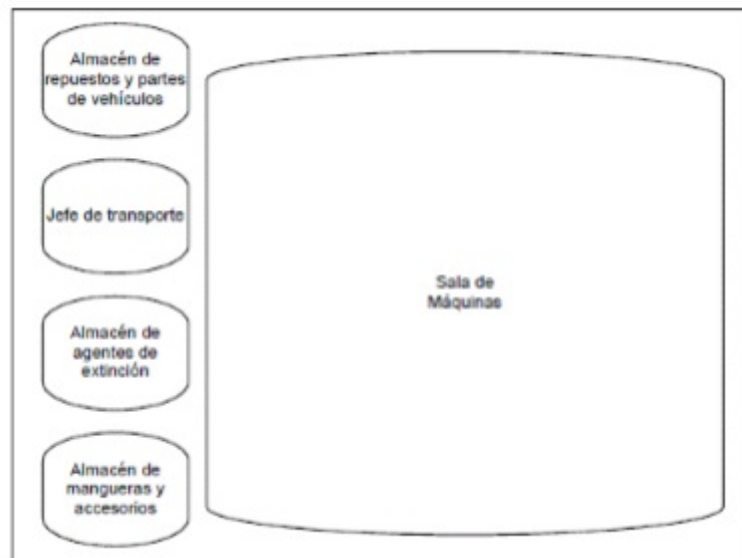 Almacén de
repuestos y partes
de vehículos
Jefe de transporte
Almacén de
agentes de
extinción
Almacén de
mangueras y
accesorios
Sala de
Máquinas